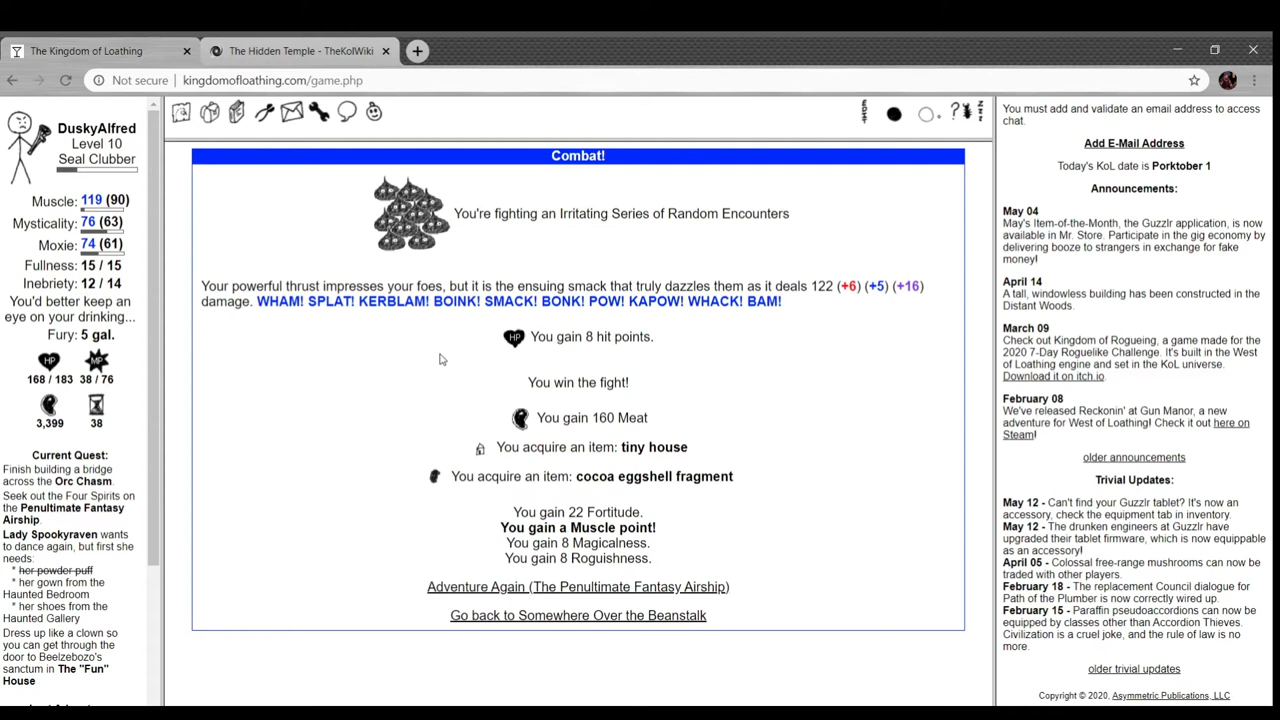 The Kingdom of Loathing
The Hidden Temple - TheKolWiki
Not secure
kingdomofloathing.com/game.php
DuskyAlfred
Level 10
Seal Clubber
Muscle: 119 (90)
Mysticality: 76 (63)
Moxie: 74 (61)
Fullness: 15 / 15
Inebriety: 12 / 14
You'd better keep an
eye on your drinking...
Fury: 5 gal.
HP MP
168 / 183 38 / 76
3,399 38
Current Quest:
Finish building a bridge
across the Orc Chasm.
Seek out the Four Spirits on
the Penultimate Fantasy
Airship.
Lady Spookyraven wants
to dance again, but first she
needs:
* her powder puff
* her gown from the
Haunted Bedroom
* her shoes from the
Haunted Gallery
Dress up like a clown so
you can get through the
door to Beelzebozo's
sanctum in The "Fun"
House
Combat!
You're fighting an Irritating Series of Random Encounters
Your powerful thrust impresses your foes, but it is the ensuing smack that truly dazzles them as it deals 122 (+6) (+5) (+16)
damage. WHAM! SPLAT! KERBLAM! BOINK! SMACK! BONK! POW! KAPOW! WHACK! BAM!
HP You gain 8 hit points.
You win the fight!
You gain 160 Meat
You acquire an item: tiny house
You acquire an item: cocoa eggshell fragment
You gain 22 Fortitude.
You gain a Muscle point!
You gain 8 Magicalness.
You gain 8 Roguishness.
Adventure Again (The Penultimate Fantasy Airship)
Go back to Somewhere Over the Beanstalk
You must add and validate an email address to access
chat.
Add E-Mail Address
Today's KoL date is Porktober 1
Announcements:
May 04
May's Item-of-the-Month, the Guzzlr application, is now
available in Mr. Store. Participate in the gig economy by
delivering booze to strangers in exchange for fake
money!
April 14
A tall, windowless building has been constructed in the
Distant Woods.
March 09
Check out Kingdom of Rogueing, a game made for the
2020 7-Day Roguelike Challenge. It's built in the West
of Loathing engine and set in the KoL universe.
Download it on itch.io.
February 08
We've released Reckonin' at Gun Manor, a new
adventure for West of Loathing! Check it out here on
Steam!
older announcements
Trivial Updates:
May 12 - Can't find your Guzzlr tablet? It's now an
accessory, check the equipment tab in inventory.
May 12 - The drunken engineers at Guzzlr have
upgraded their tablet firmware, which is now equippable
as an accessory!
April 05 - Colossal free-range mushrooms can now be
traded with other players.
February 18 - The replacement Council dialogue for
Path of the Plumber is now correctly wired up.
February 15 - Paraffin pseudoaccordions can now be
equipped by classes other than Accordion Thieves.
Civilization is a cruel joke, and the rule of law is no
more.
older trivial updates
Copyright © 2020, Asymmetric Publications, LLC